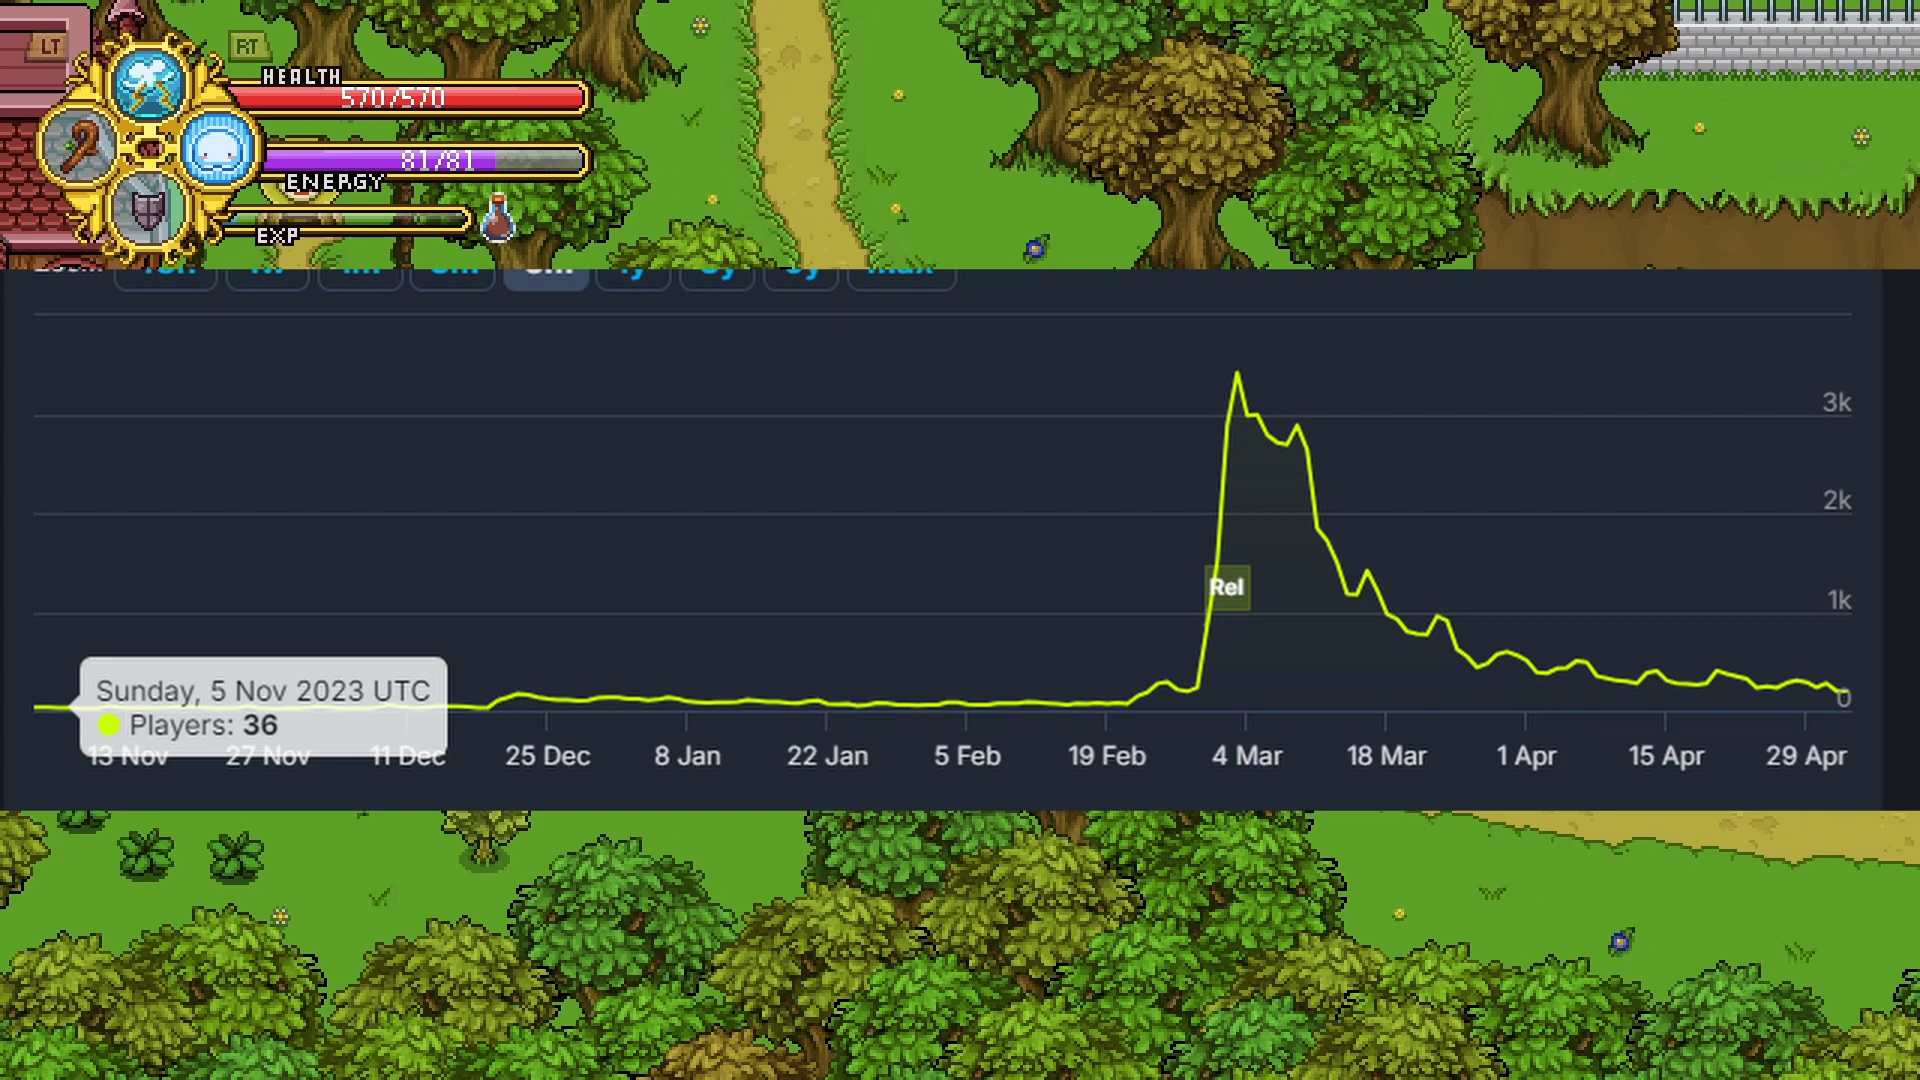 LT
RT
HEALTH
570/570
81/81
ENERGY
EXP
3k
2k
Rel
1k
Sunday, 5 Nov 2023 UTC
Players: 36
0
13 Nov 27 Nov 11 Dec 25 Dec 8 Jan 22 Jan 5 Feb 19 Feb 4 Mar 18 Mar 1 Apr 15 Apr 29 Apr